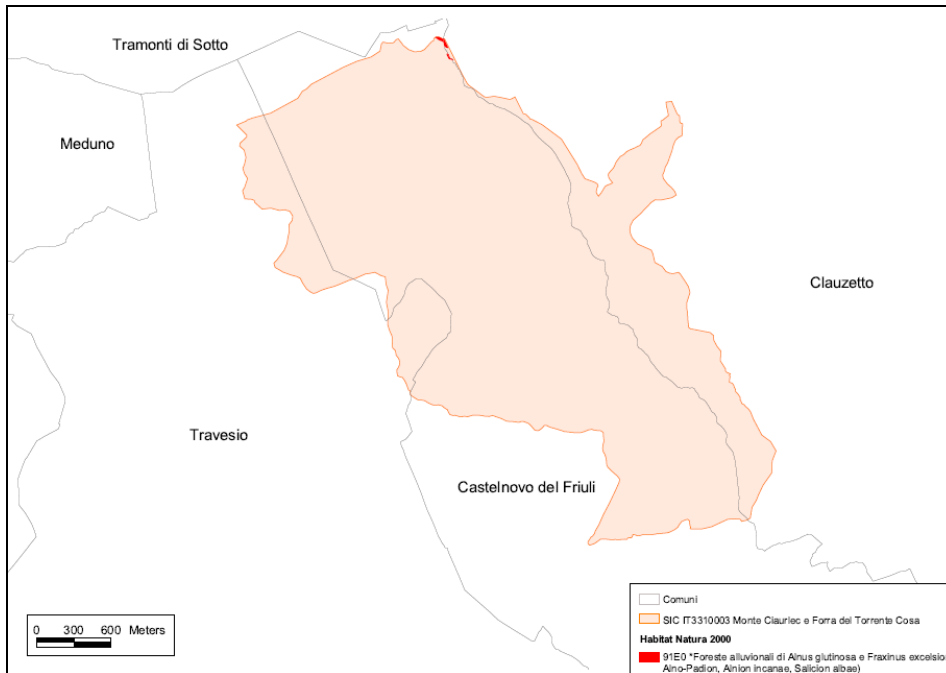 Tramonti di Sotto
Meduno
Clauzetto
Travesio
Castelnovo del Friuli
0 300 600 Meters
Comuni
SIC IT3310003 Monte Ciaurlec e Forra del Torrente Cosa
Habitat Natura 2000
91E0 *Foreste alluvionali di Alnus glutinosa e Fraxinus excelsior
Alno-Padion, Alnion incanae, Salicion albae)